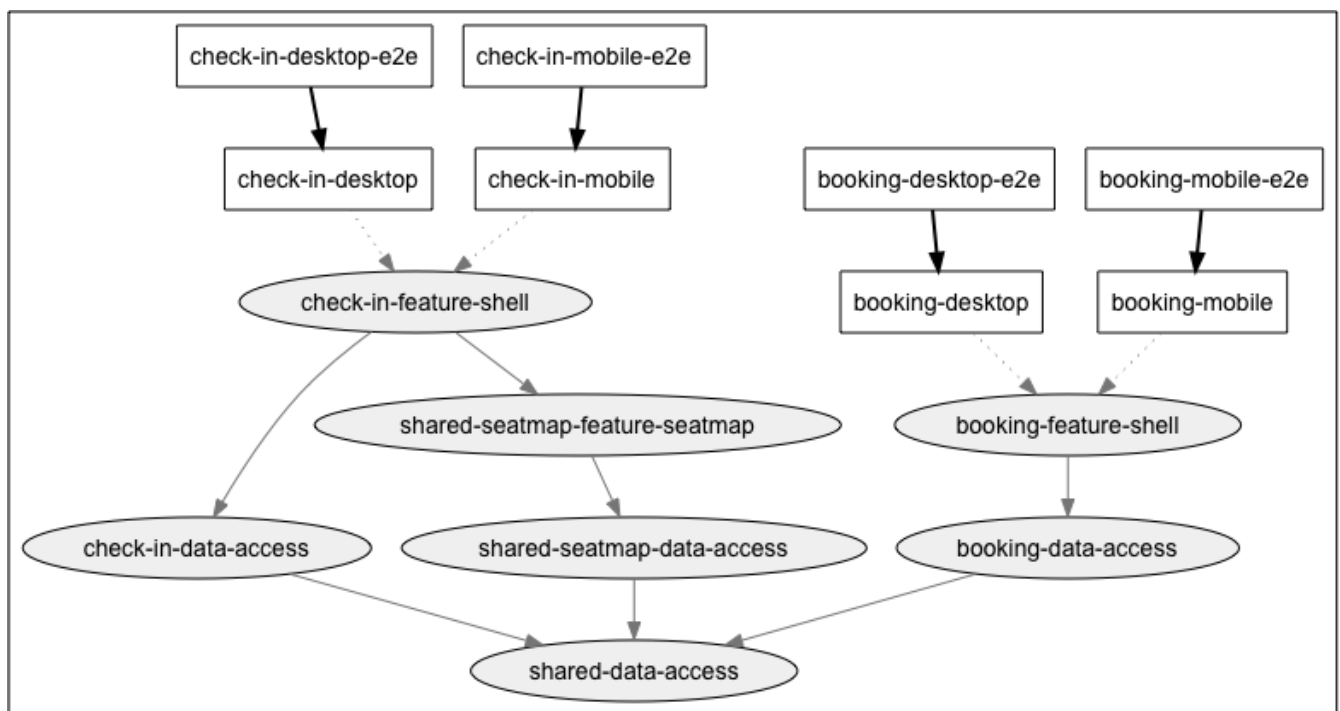 check-in-desktop-e2e
check-in-mobile-e2e
check-in-desktop
check-in-mobile
booking-desktop-e2e
booking-mobile-e2e
check-in-feature-shell
booking-desktop
booking-mobile
shared-seatmap-feature-seatmap
booking-feature-shell
check-in-data-access
shared-seatmap-data-access
booking-data-access
shared-data-access